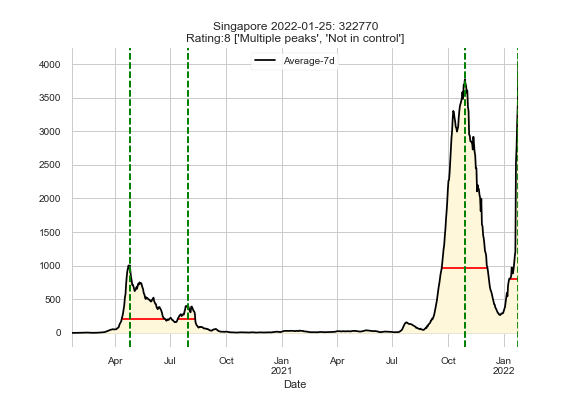 Singapore 2022-01-25: 322770
Rating:8 ['Multiple peaks', 'Not in control']
Average-7d
4000
3500
3000
2500
2000
1500
1000
500
0
Apr Jul Oct Jan Apr Jul Oct Jan
2021 2022
Date